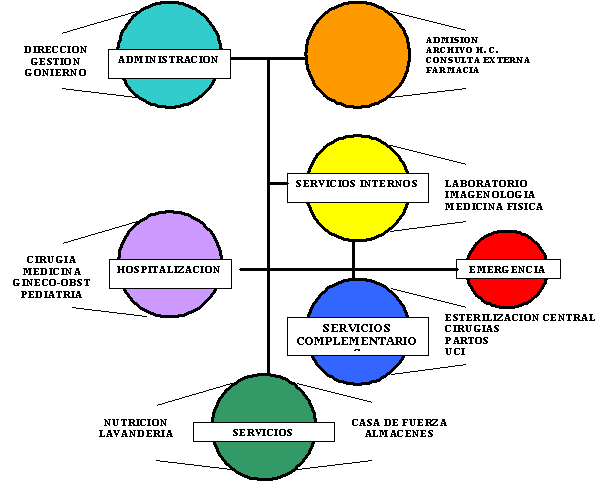 DIRECCION
GESTION
GONIERNO
ADMINISTRACION
ADMISION
ARCHIVO H. C.
CONSULTA EXTERNA
FARMACIA
SERVICIOS INTERNOS
LABORATORIO
IMAGENOLOGIA
MEDICINA FISICA
CIRUGIA
MEDICINA
GINECO-OBST
PEDIATRIA
HOSPITALIZACION
EMERGENCIA
SERVICIOS
COMPLEMENTARIO
S
ESTERILIZACION CENTRAL
CIRUGIAS
PARTOS
UCI
NUTRICION
LAVANDERIA
SERVICIOS
CASA DE FUERZA
ALMACENES